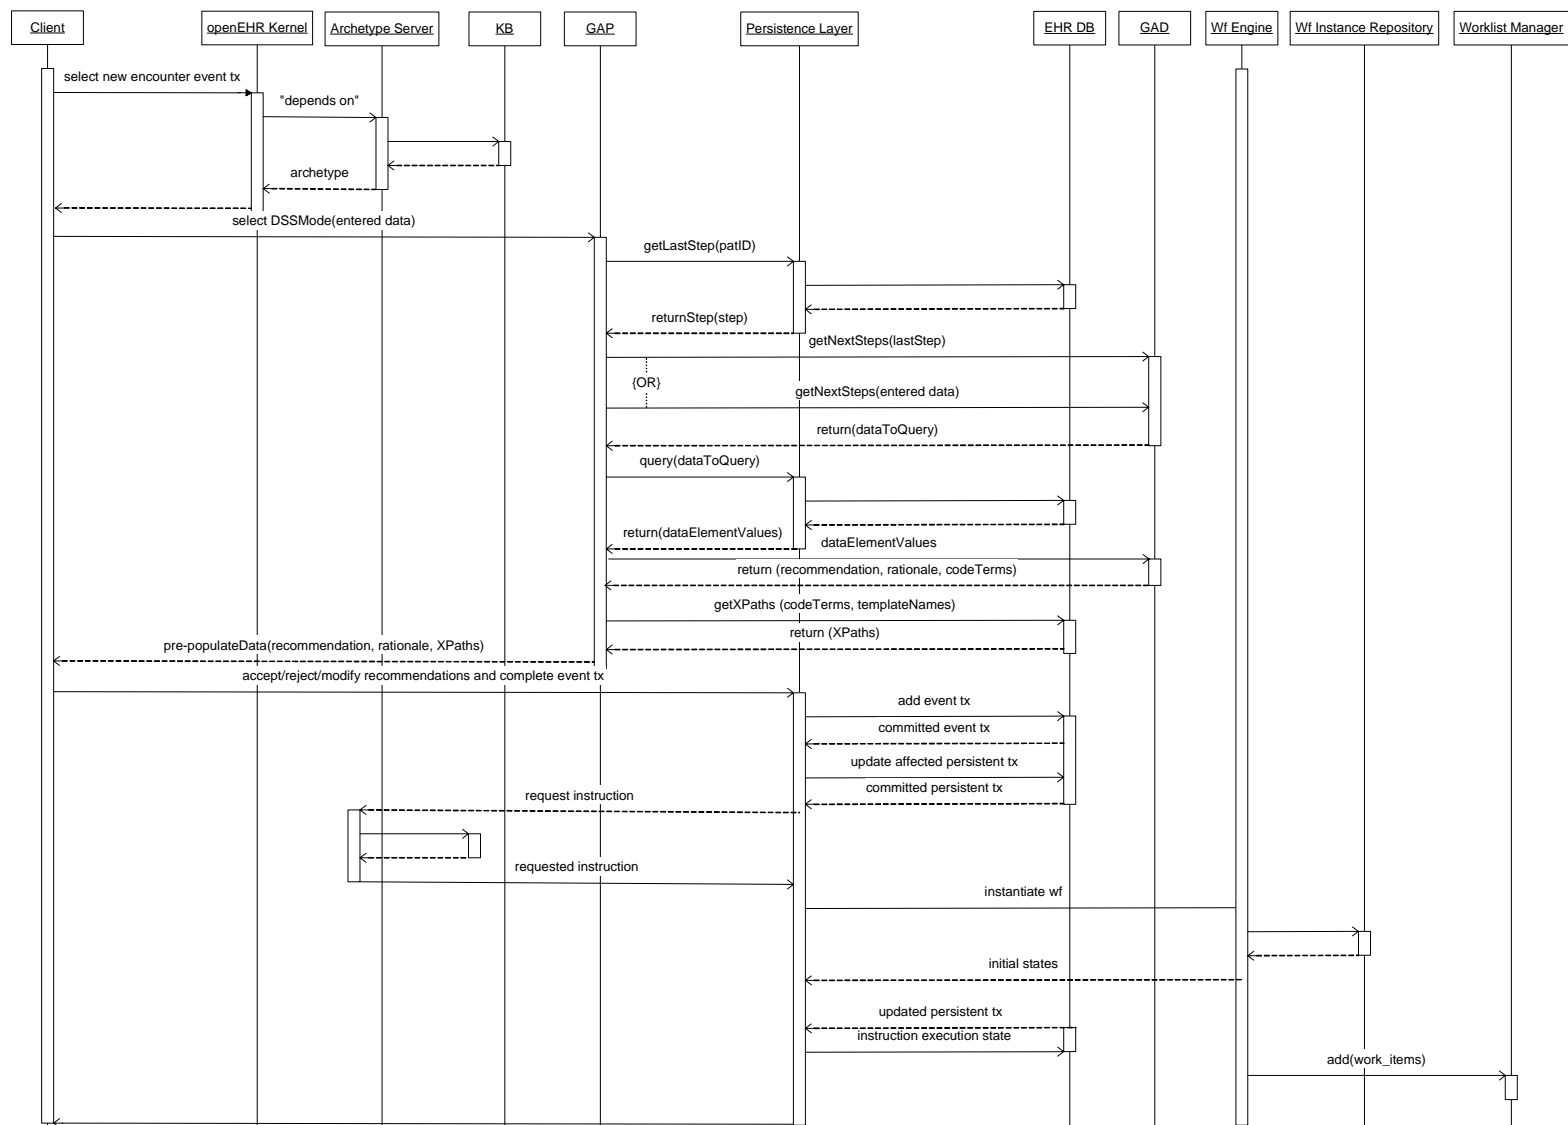 Client
openEHR Kernel
Archetype Server
KB
GAP
Persistence Layer
EHR DB
GAD
Wf Engine
Wf Instance Repository
Worklist Manager
select new encounter event tx
"depends on"
archetype
select DSSMode(entered data)
getLastStep(patID)
returnStep(step)
getNextSteps(lastStep)
{OR}
getNextSteps(entered data)
return(dataToQuery)
query(dataToQuery)
return(dataElementValues)
dataElementValues
return (recommendation, rationale, codeTerms)
getXPaths (codeTerms, templateNames)
return (XPaths)
pre-populateData(recommendation, rationale, XPaths)
accept/reject/modify recommendations and complete event tx
add event tx
committed event tx
update affected persistent tx
committed persistent tx
request instruction
requested instruction
instantiate wf
initial states
updated persistent tx
instruction execution state
add(work_items)